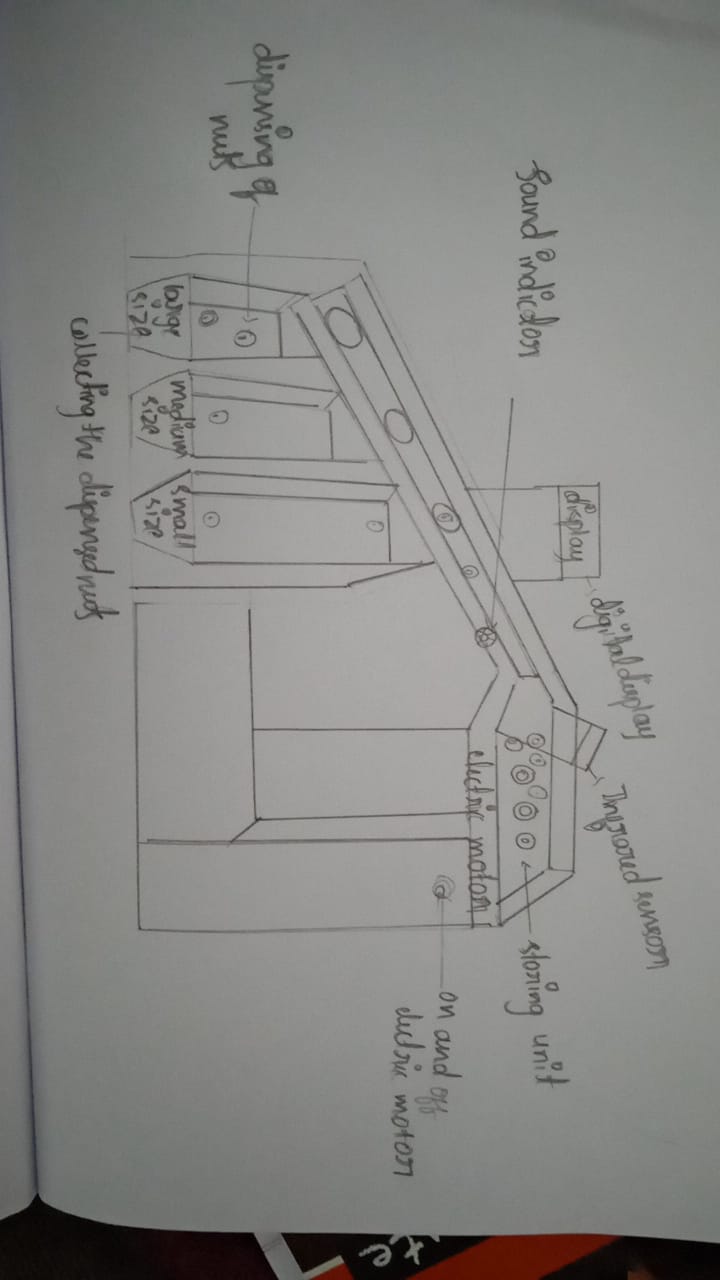 digital display
Infrared sensor
display
Sound indictor
storing unit
electric motor
on and off
electric motor
dispensing of
nuts
large
size
medium
size
small
size
collecting the dispensed nuts
te